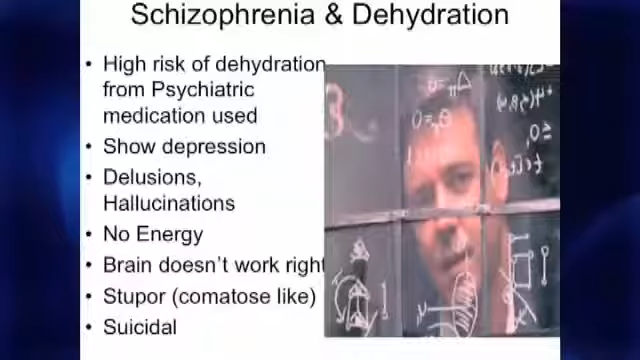 Schizophrenia & Dehydration
• High risk of dehydration
from Psychiatric
medication used
• Show depression
• Delusions,
Hallucinations
• No Energy
• Brain doesn't work right
• Stupor (comatose like)
• Suicidal